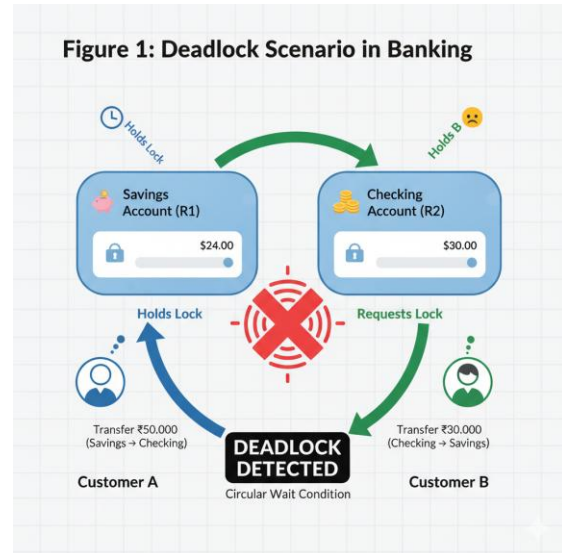 Figure 1: Deadlock Scenario in Banking
Holds Lock
Holds B
Savings
Account (R1)
$24.00
Checking
Account (R2)
$30.00
Holds Lock
Requests Lock
Transfer ₹50.000
(Savings → Checking)
Customer A
DEADLOCK
DETECTED
Circular Wait Condition
Transfer ₹30.000
(Checking → Savings)
Customer B